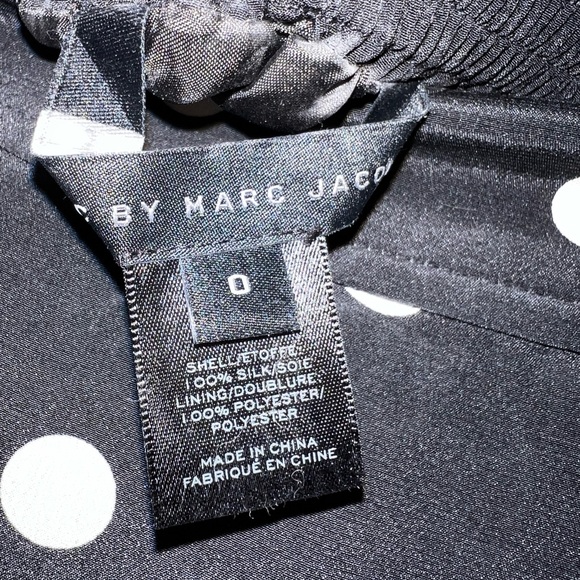 C BY MARC JACO
0
SHELL/ETOFFE
100% SILK/SOIE
LINING/DOUBLURE
100% POLYESTER/
POLYESTER
MADE IN CHINA
FABRIQUÉ EN CHINE